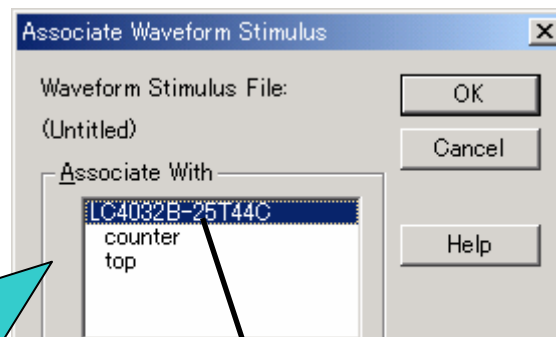 Associate Waveform Stimulus
Waveform Stimulus File:
(Untitled)
OK
Cancel
Associate With
LC4032B-25T44C
counter
top
Help